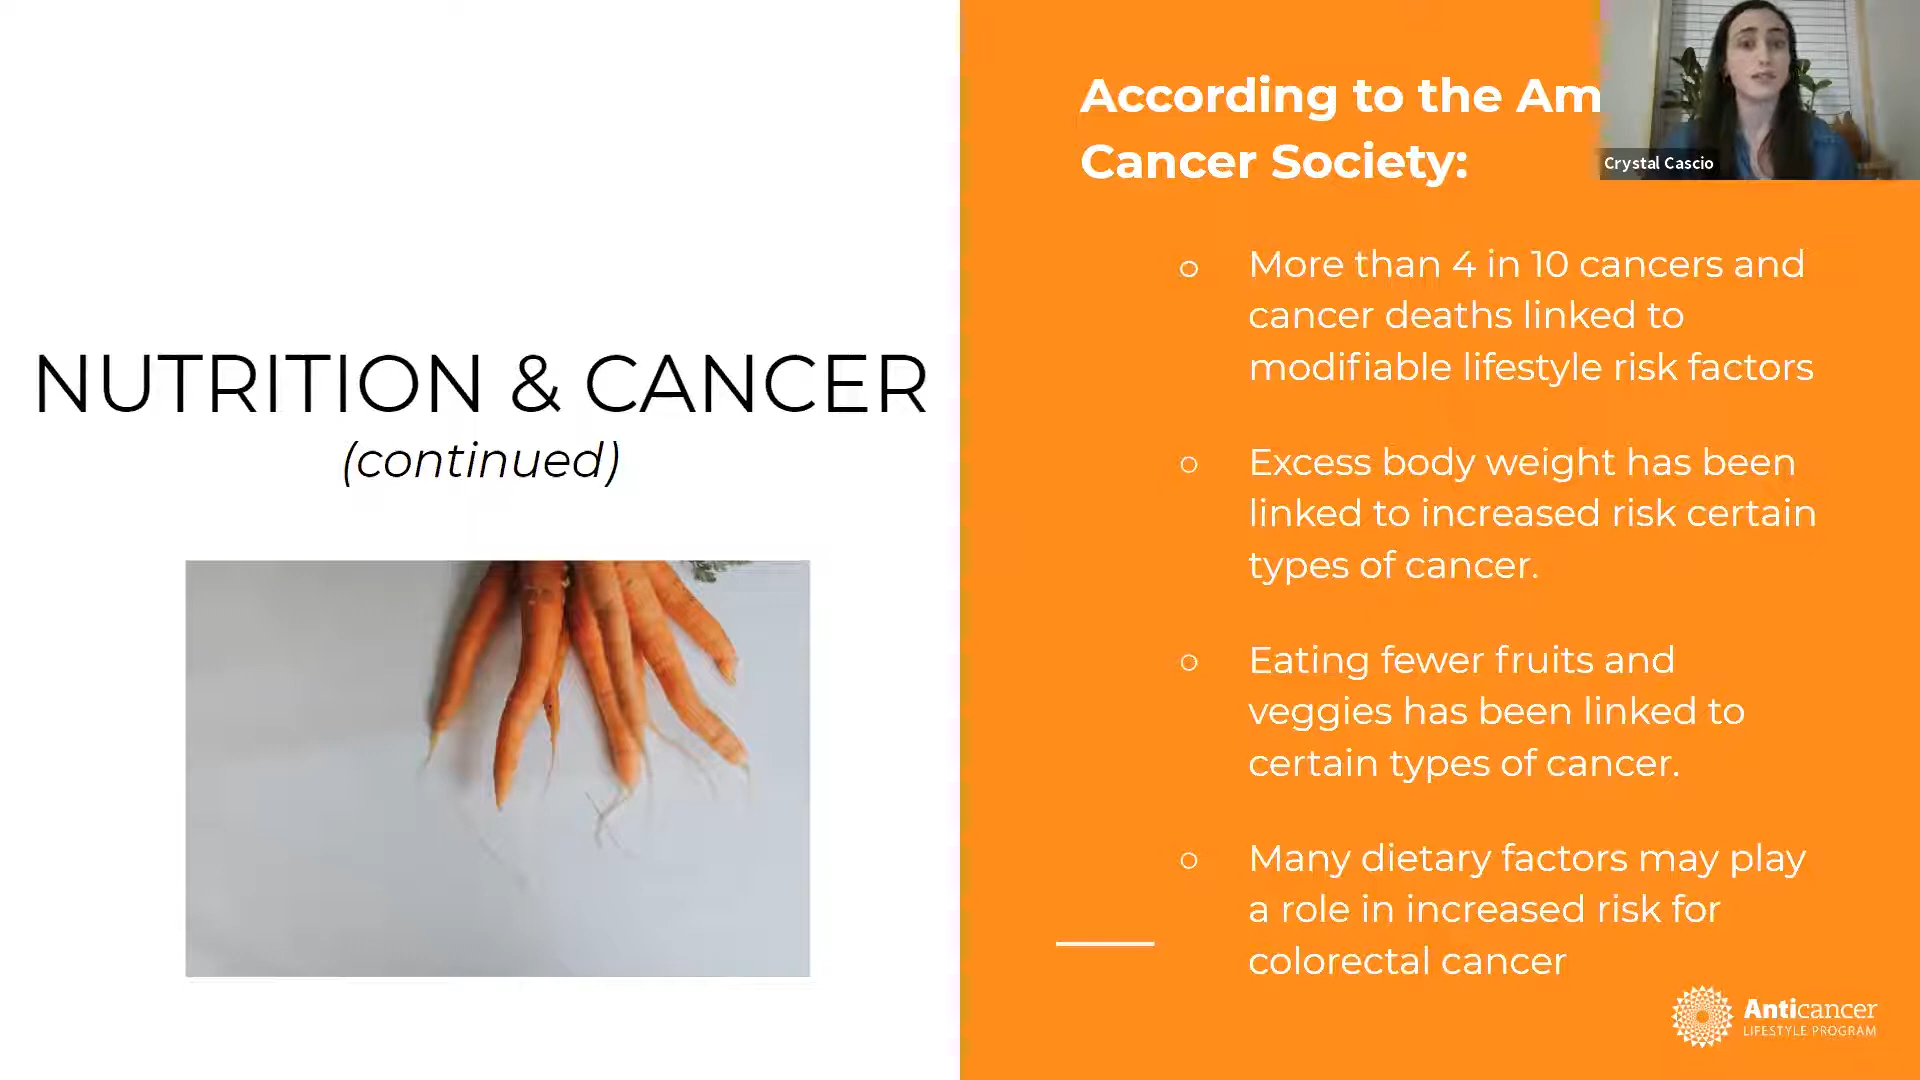 NUTRITION & CANCER
(continued)
According to the Am
Cancer Society:
Crystal Cascio
○ More than 4 in 10 cancers and
cancer deaths linked to
modifiable lifestyle risk factors
○ Excess body weight has been
linked to increased risk certain
types of cancer.
○ Eating fewer fruits and
veggies has been linked to
certain types of cancer.
○ Many dietary factors may play
a role in increased risk for
colorectal cancer
Anticancer
LIFESTYLE PROGRAM